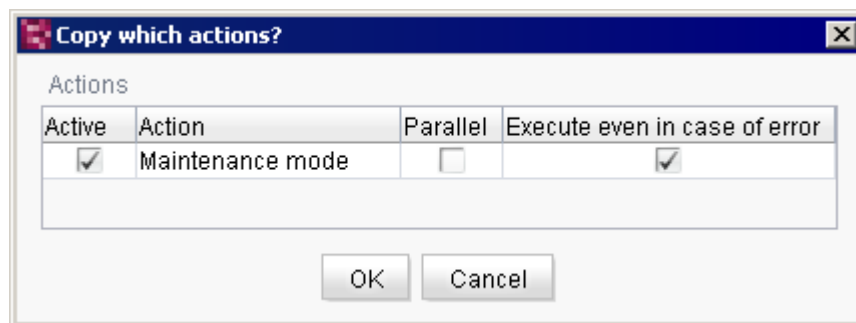 Copy which actions?
Actions
Active Action Parallel Execute even in case of error
Maintenance mode
OK Cancel